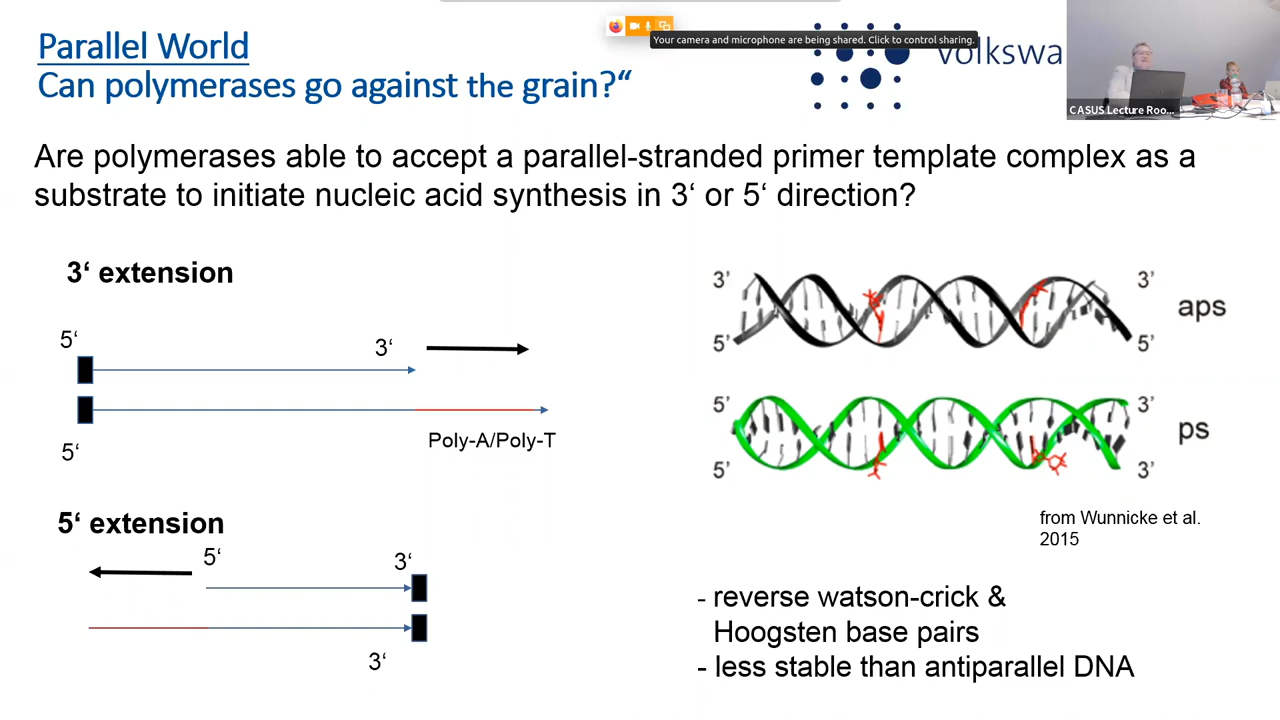 Parallel World
Can polymerases go against the grain?“
Your camera and microphone are being shared. Click to control sharing.
volkswa
CASUS Lecture Roo...
Are polymerases able to accept a parallel-stranded primer template complex as a
substrate to initiate nucleic acid synthesis in 3‘ or 5‘ direction?
3‘ extension
5‘
3‘
5‘
Poly-A/Poly-T
5‘ extension
5‘
3‘
3‘
3’
3’
aps
5’
5’
5’
3’
ps
5’
3’
from Wunnicke et al.
2015
- reverse watson-crick &
Hoogsten base pairs
- less stable than antiparallel DNA